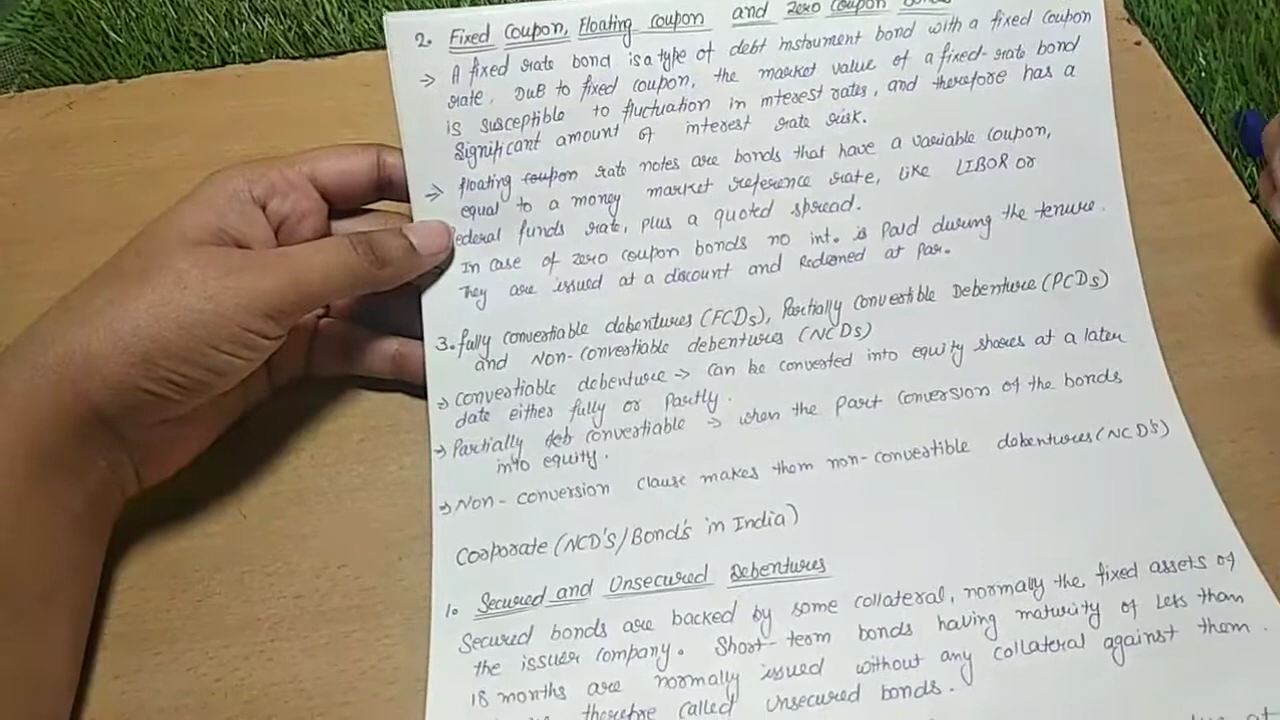 2. Fixed Coupon, Floating coupon and Zero coupon Bonds
→ A fixed rate bond is a type of debt instrument bond with a fixed coupon
rate. Due to fixed coupon, the market value of a fixed-rate bond
is susceptible to fluctuation in interest rates, and therefore has a
Significant amount of interest rate risk.
→ floating coupon rate notes are bonds that have a variable coupon,
equal to a money market reference rate, like LIBOR or
federal funds rate, plus a quoted spread.
In case of zero coupon bonds no int. is paid during the tenure.
They are issued at a discount and Redeemed at Par.
3. fully convertiable debentures (FCDs), Partially convertible Debenture (PCDs)
and Non-Convertiable debentures (NCDs)
→ convertiable debenture → can be converted into equity shares at a later
date either fully or Partly.
→ Partially deb convertiable → when the part conversion of the bonds
into equity.
→ Non-conversion clause makes them non-convertible debentures (NCD's)
Corporate (NCD's/Bond's in India)
1. Secured and Unsecured Debentures
Secured bonds are backed by some collateral, normally the fixed assets of
the issuer company. Short-term bonds having maturity of Less than
18 months are normally issued without any collateral against them.
therefore called unsecured bonds.